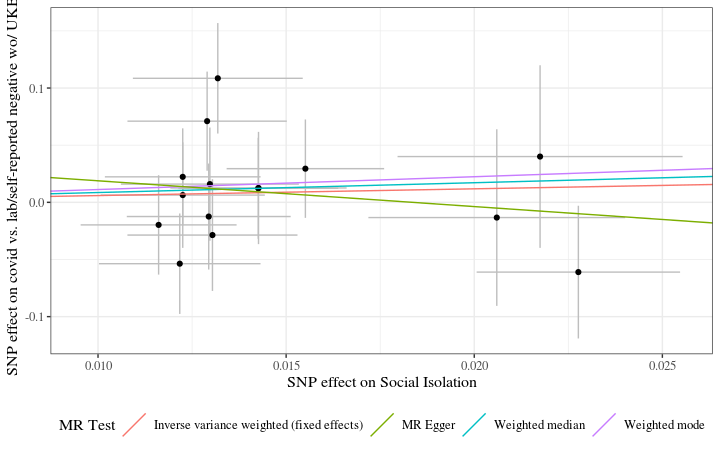 SNP effect on covid vs. lab/self-reported negative wo/ UKE
0.1
0.0
-0.1
0.010
0.015
0.020
0.025
SNP effect on Social Isolation
MR Test
Inverse variance weighted (fixed effects)
MR Egger
Weighted median
Weighted mode